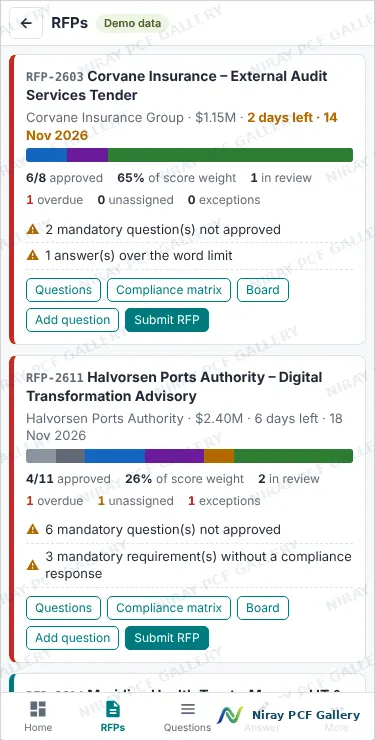 RFPs Demo data
RFP-2603 Corvane Insurance – External Audit
Services Tender
Corvane Insurance Group · $1.15M · 2 days left · 14
Nov 2026
6/8 approved 65% of score weight 1 in review
1 overdue 0 unassigned 0 exceptions
⚠ 2 mandatory question(s) not approved
⚠ 1 answer(s) over the word limit
Questions Compliance matrix Board
Add question Submit RFP
RFP-2611 Halvorsen Ports Authority – Digital
Transformation Advisory
Halvorsen Ports Authority · $2.40M · 6 days left · 18
Nov 2026
4/11 approved 26% of score weight 2 in review
1 overdue 1 unassigned 1 exceptions
⚠ 6 mandatory question(s) not approved
⚠ 3 mandatory requirement(s) without a compliance
response
Questions Compliance matrix Board
Add question Submit RFP
Home RFPs Questions Answer More
Niray PCF Gallery
NIRAY PCF GALLERY